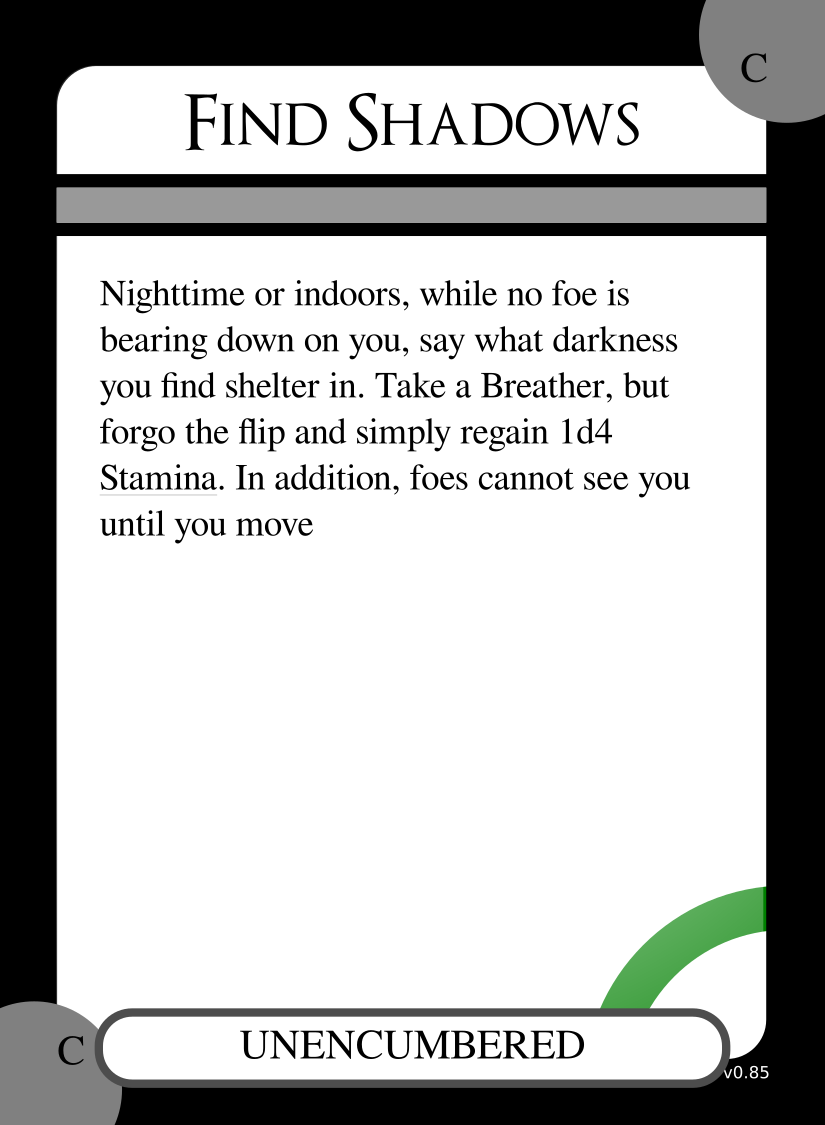 C
FIND SHADOWS
Nighttime or indoors, while no foe is
bearing down on you, say what darkness
you find shelter in. Take a Breather, but
forgo the flip and simply regain 1d4
Stamina. In addition, foes cannot see you
until you move
C
UNENCUMBERED
v0.85